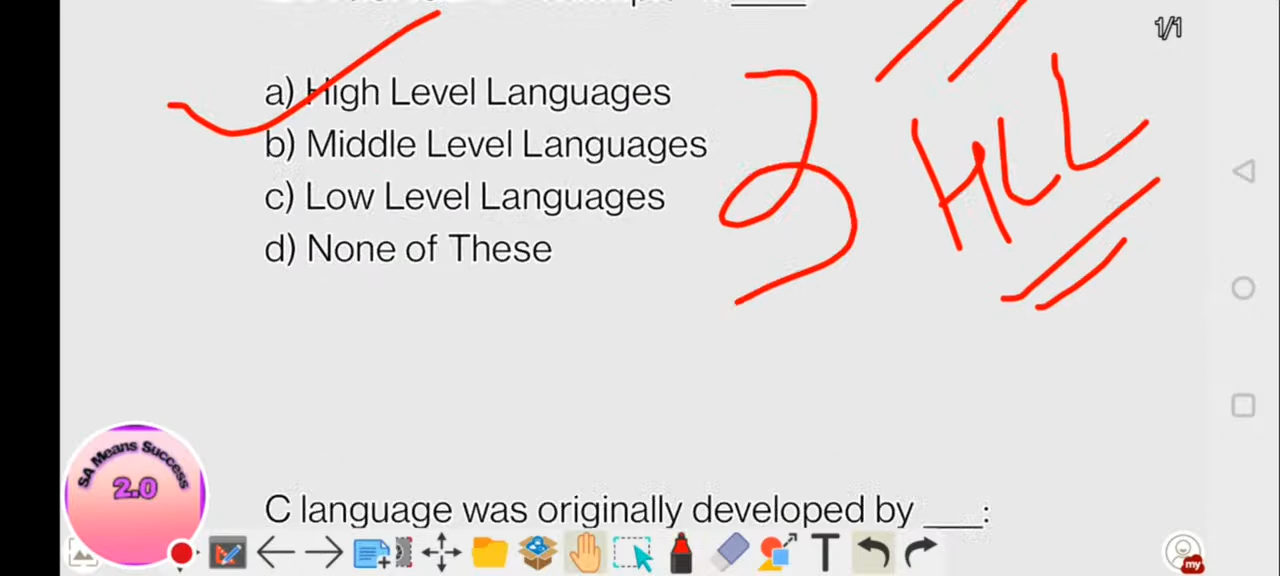 1/1
a) High Level Languages
b) Middle Level Languages
c) Low Level Languages
d) None of These
HLL
SA Means Success
2.0
C language was originally developed by ___:
T
my